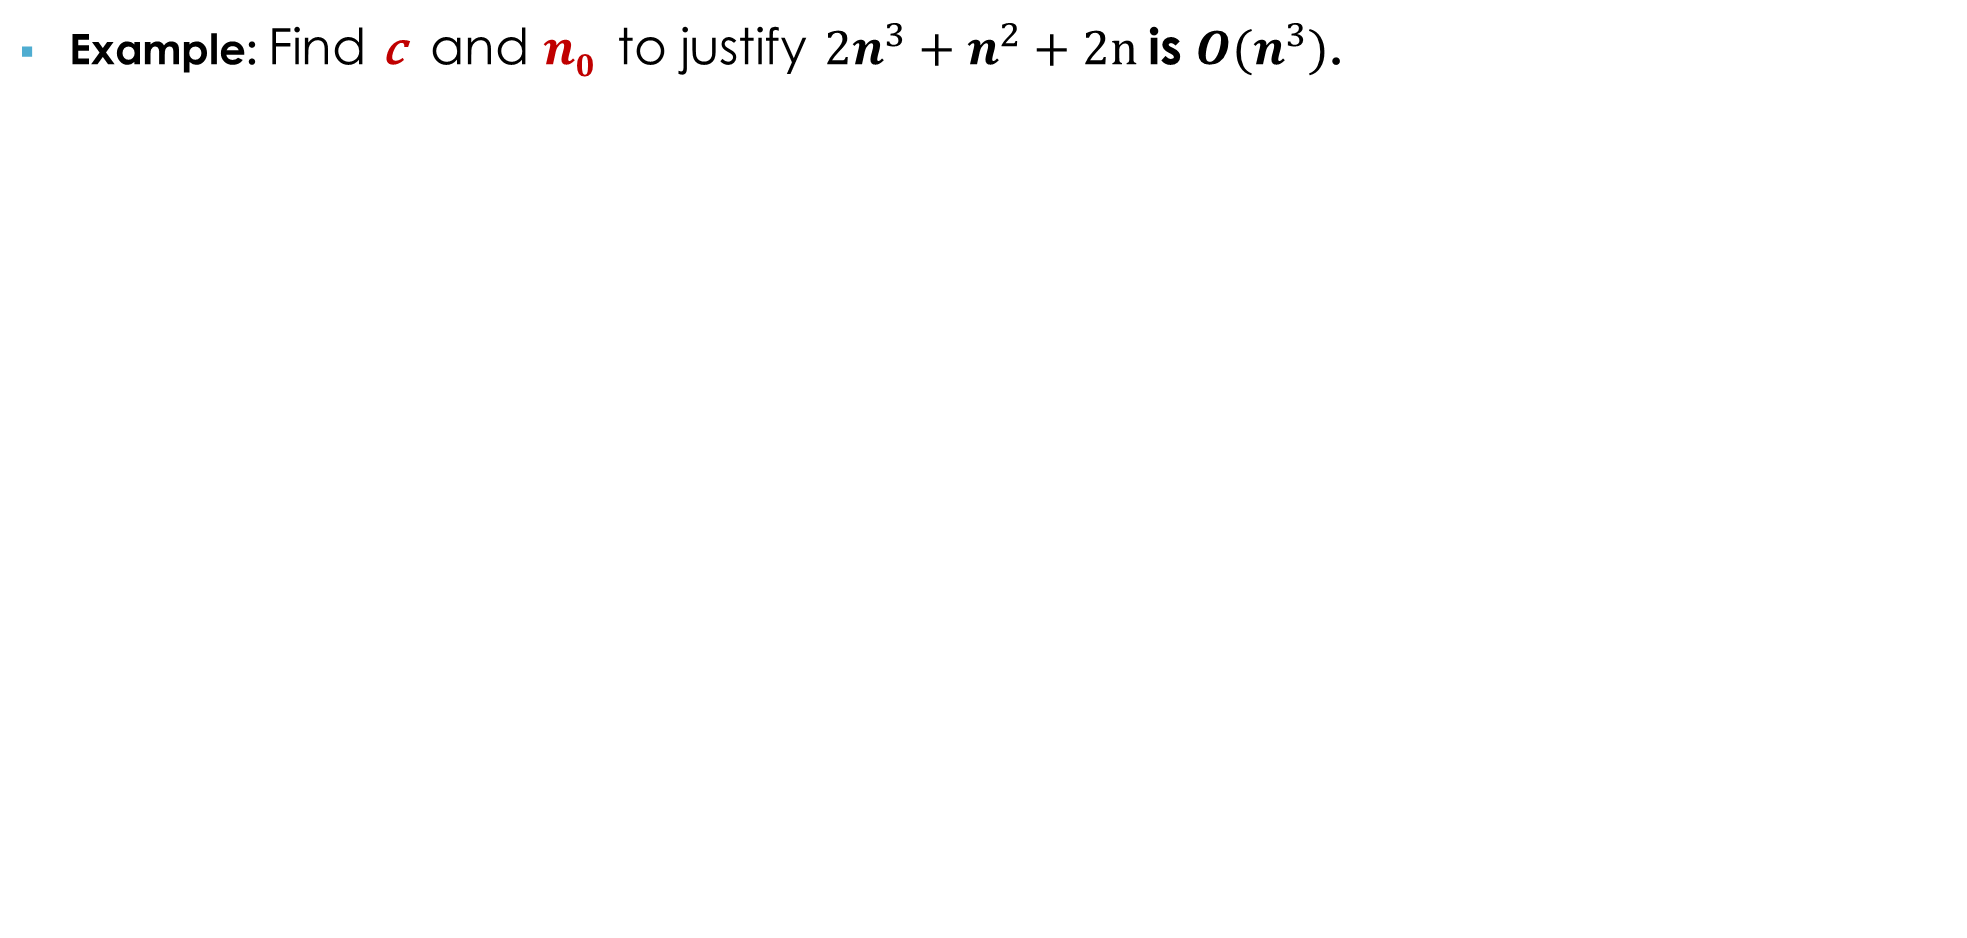 ▪ Example: Find c and n₀ to justify 2n³ + n² + 2n is O(n³).